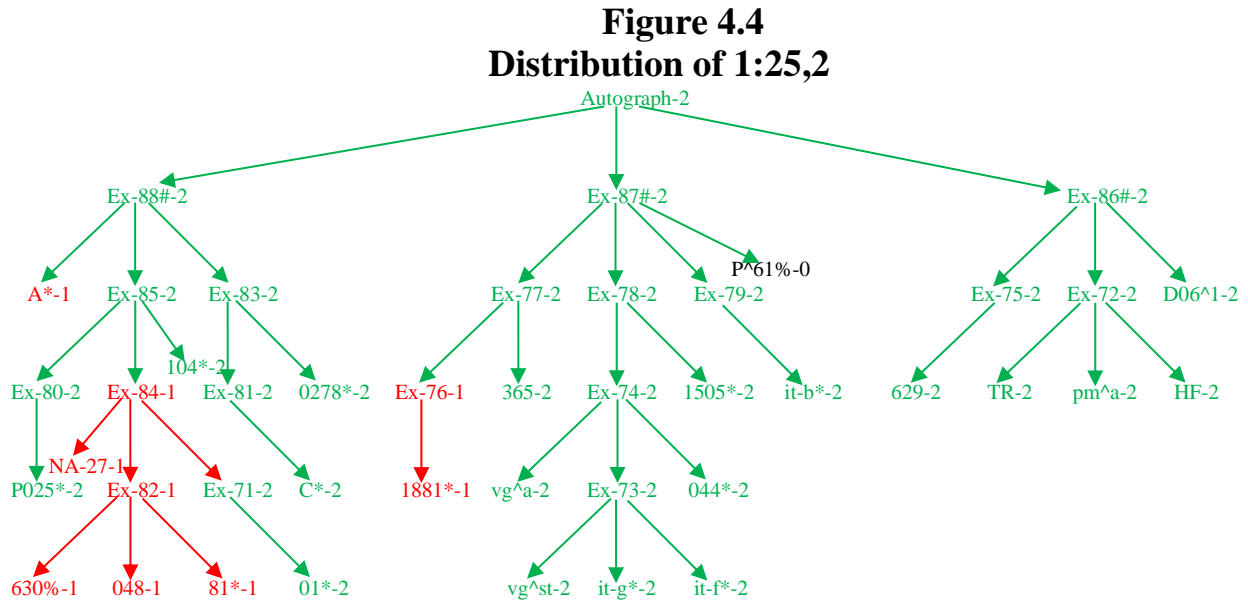 Figure 4.4
Distribution of 1:25,2
Autograph-2
Ex-88#-2 Ex-87#-2 Ex-86#-2
P^61%-0
A*-1 Ex-85-2 Ex-83-2 Ex-77-2 Ex-78-2 Ex-79-2 Ex-75-2 Ex-72-2 D06^1-2
104*-2
Ex-80-2 Ex-84-1 Ex-81-2 0278*-2 Ex-76-1 365-2 Ex-74-2 1505*-2 it-b*-2 629-2 TR-2 pm^a-2 HF-2
NA-27-1
P025*-2 Ex-82-1 Ex-71-2 C*-2 1881*-1 vg^a-2 Ex-73-2 044*-2
630%-1 048-1 81*-1 01*-2 vg^st-2 it-g*-2 it-f*-2